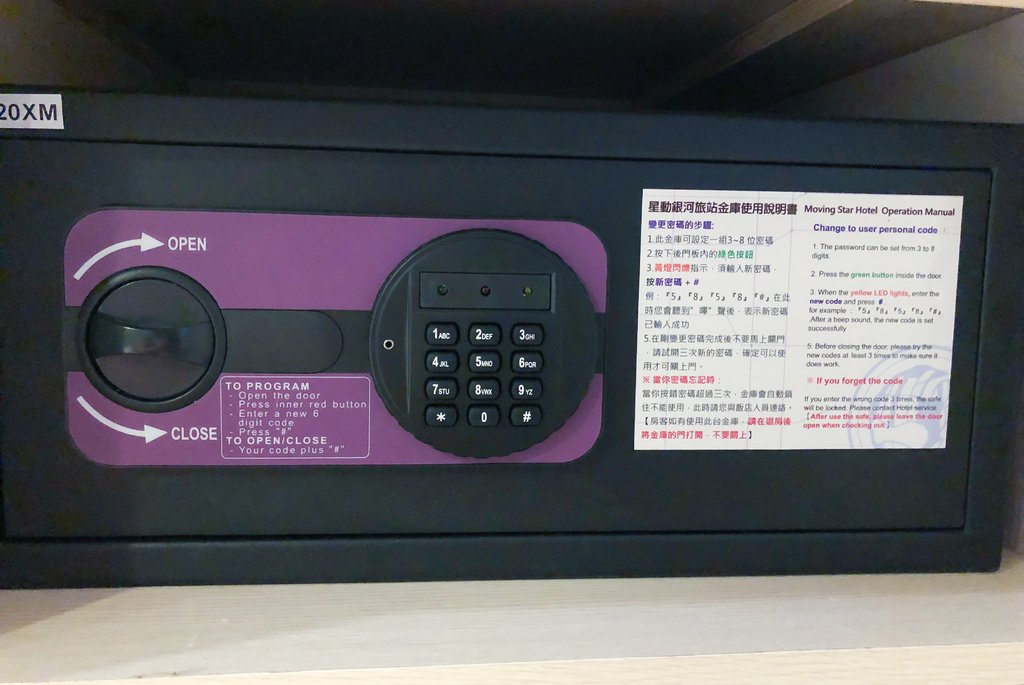 20XM
OPEN
CLOSE
TO PROGRAM
- Open the door
- Press inner red button
- Enter a new 6
digit code
- Press "#"
TO OPEN/CLOSE
- Your code plus "#"
1ABC 2DEF 3GHI
4JKL 5MNO 6PQR
7STU 8VWX 9YZ
* 0 #
星動銀河旅站金庫使用說明書
變更密碼的步驟:
1.此金庫可設定一組3~8 位密碼
2.按下後門板內的綠色按鈕
3.黃燈閃爍指示，須輸入新密碼，
按新密碼 + #
例：『5』『8』『5』『8』『#』在此
時您會聽到"嗶"聲後，表示新密碼
已輸入成功
5.在剛變更密碼完成後不要馬上關門
，請試開三次新的密碼，確定可以使
用才可關上門。
※ 當你密碼忘記時：
當你按錯密碼超過三次，金庫會自動鎖
住不能使用，此時請您與飯店人員連絡。
【房客如有使用此台金庫，請在退房後
將金庫的門打開，不要關上】
Moving Star Hotel Operation Manual
Change to user personal code
1. The password can be set from 3 to 8
digits.
2. Press the green button inside the door
3. When the yellow LED lights, enter the
new code and press #
for example : 『5』『8』『5』『8』『#』
.After a beep sound, the new code is set
successfully
5. Before closing the door, please try the
new codes at least 3 times to make sure it
does work.
※ If you forget the code
If you enter the wrong code 3 times, the safe
will be locked. Please contact Hotel service.
【After use the safe, please leave the door
open when checking out.】